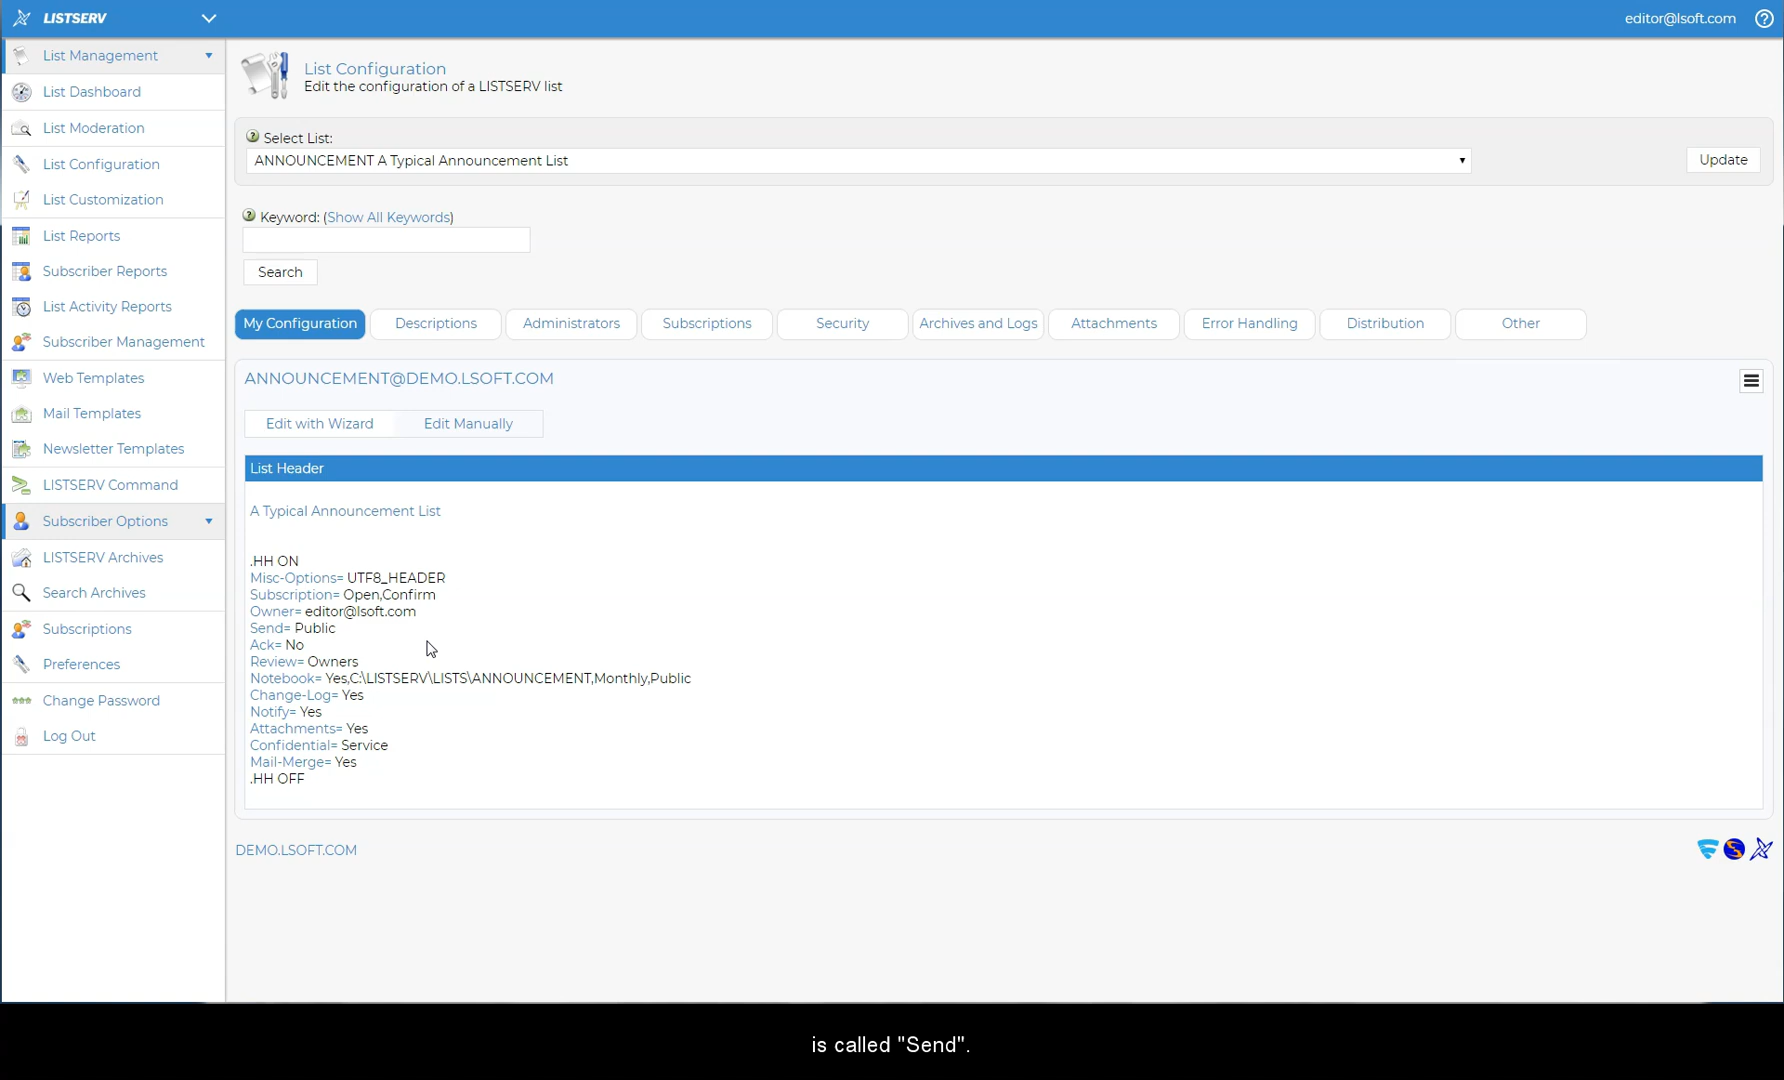 LISTSERV
editor@lsoft.com
List Management
List Dashboard
List Moderation
List Configuration
List Customization
List Reports
Subscriber Reports
List Activity Reports
Subscriber Management
Web Templates
Mail Templates
Newsletter Templates
LISTSERV Command
Subscriber Options
LISTSERV Archives
Search Archives
Subscriptions
Preferences
Change Password
Log Out
List Configuration
Edit the configuration of a LISTSERV list
Select List:
ANNOUNCEMENT A Typical Announcement List
Update
Keyword: (Show All Keywords)
Search
My Configuration
Descriptions
Administrators
Subscriptions
Security
Archives and Logs
Attachments
Error Handling
Distribution
Other
ANNOUNCEMENT@DEMO.LSOFT.COM
Edit with Wizard
Edit Manually
List Header
A Typical Announcement List
.HH ON
Misc-Options= UTF8_HEADER
Subscription= Open,Confirm
Owner= editor@lsoft.com
Send= Public
Ack= No
Review= Owners
Notebook= Yes,C:\LISTSERV\LISTS\ANNOUNCEMENT,Monthly,Public
Change-Log= Yes
Notify= Yes
Attachments= Yes
Confidential= Service
Mail-Merge= Yes
.HH OFF
DEMO.LSOFT.COM
is called "Send".